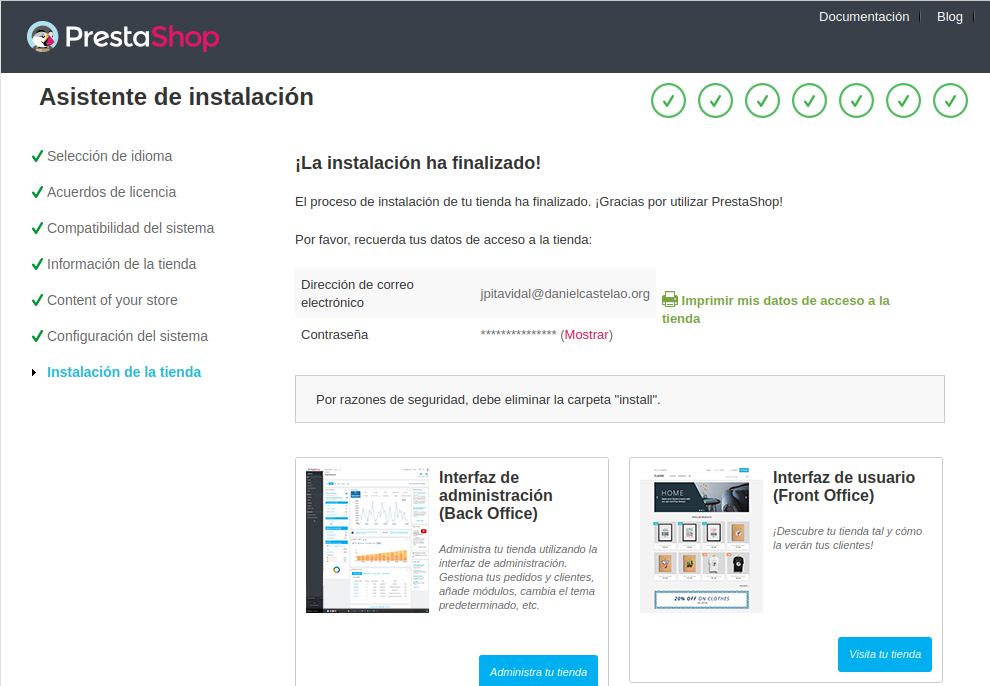 Documentación
Blog
PrestaShop
Asistente de instalación
Selección de idioma
Acuerdos de licencia
Compatibilidad del sistema
Información de la tienda
Content of your store
Configuración del sistema
Instalación de la tienda
¡La instalación ha finalizado!
El proceso de instalación de tu tienda ha finalizado. ¡Gracias por utilizar PrestaShop!
Por favor, recuerda tus datos de acceso a la tienda:
Dirección de correo
electrónico
jpitavidal@danielcastelao.org
Contraseña
*************** (Mostrar)
Imprimir mis datos de acceso a la
tienda
Por razones de seguridad, debe eliminar la carpeta "install".
Interfaz de
administración
(Back Office)
Administra tu tienda utilizando la
interfaz de administración.
Gestiona tus pedidos y clientes,
añade módulos, cambia el tema
predeterminado, etc.
Administra tu tienda
HOME
20% OFF ON CLOTHES
Interfaz de usuario
(Front Office)
¡Descubre tu tienda tal y cómo
la verán tus clientes!
Visita tu tienda